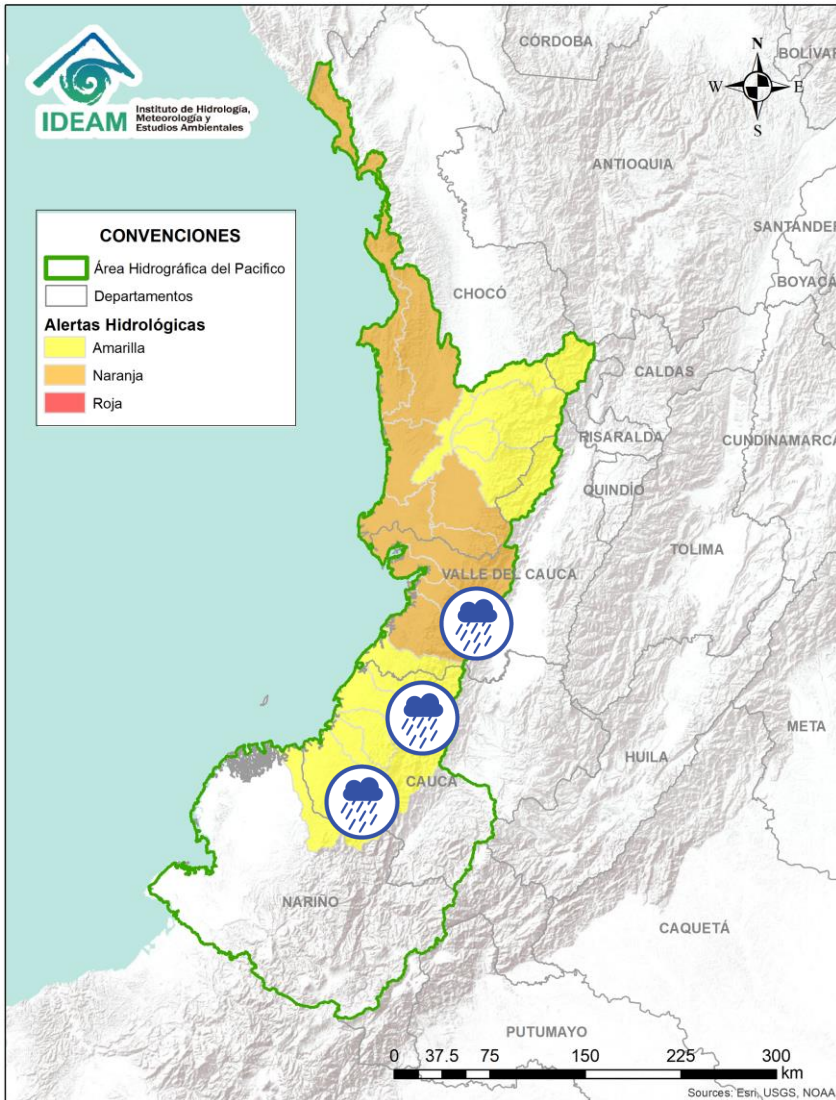 CÓRDOBA
BOLÍVAR
N
W
E
S
IDEAM
Instituto de Hidrología,
Meteorología y
Estudios Ambientales
ANTIOQUIA
SANTANDER
CONVENCIONES
Área Hidrográfica del Pacifico
Departamentos
Alertas Hidrológicas
Amarilla
Naranja
Roja
BOYACÁ
CHOCÓ
CALDAS
RISARALDA
CUNDINAMARCA
QUINDÍO
TOLIMA
VALLE DEL CAUCA
META
HUILA
CAUCA
NARIÑO
CAQUETÁ
PUTUMAYO
0 37.5 75 150 225 300
km
Sources: Esri, USGS, NOAA